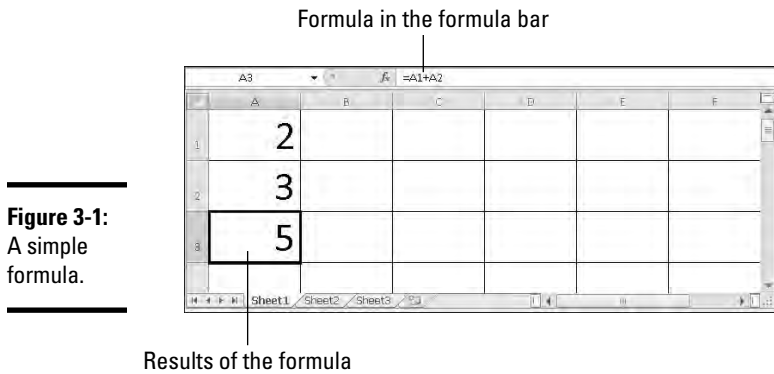 Formula in the formula bar
A3 fx =A1+A2
A B C D E F
1 2
2 3
3 5
Figure 3-1:
A simple
formula.
Sheet1 Sheet2 Sheet3
Results of the formula